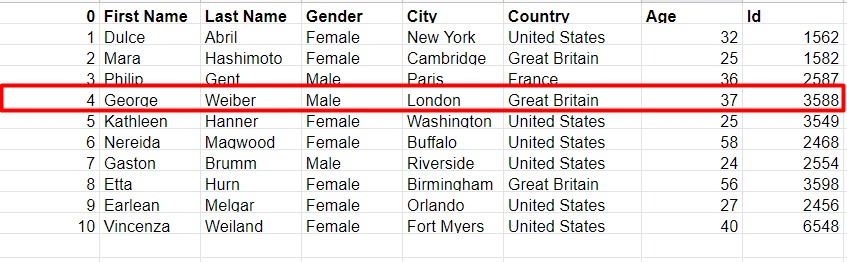 0 First Name Last Name Gender City Country Age Id
1 Dulce Abril Female New York United States 32 1562
2 Mara Hashimoto Female Cambridge Great Britain 25 1582
3 Philip Gent Male Paris France 36 2587
4 George Weiber Male London Great Britain 37 3588
5 Kathleen Hanner Female Washington United States 25 3549
6 Nereida Magwood Female Buffalo United States 58 2468
7 Gaston Brumm Male Riverside United States 24 2554
8 Etta Hurn Female Birmingham Great Britain 56 3598
9 Earlean Melgar Female Orlando United States 27 2456
10 Vincenza Weiland Female Fort Myers United States 40 6548